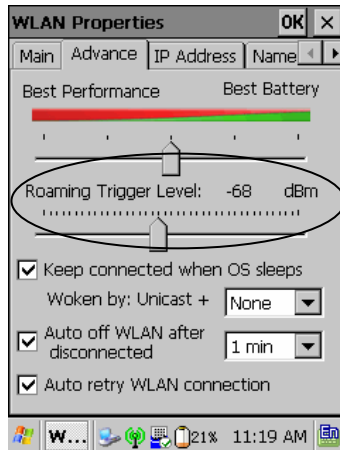 WLAN Properties OK ×
Main Advance IP Address Name
Best Performance Best Battery
Roaming Trigger Level: -68 dBm
Keep connected when OS sleeps
Woken by: Unicast + None
Auto off WLAN after
disconnected 1 min
Auto retry WLAN connection
W... 21% 11:19 AM En